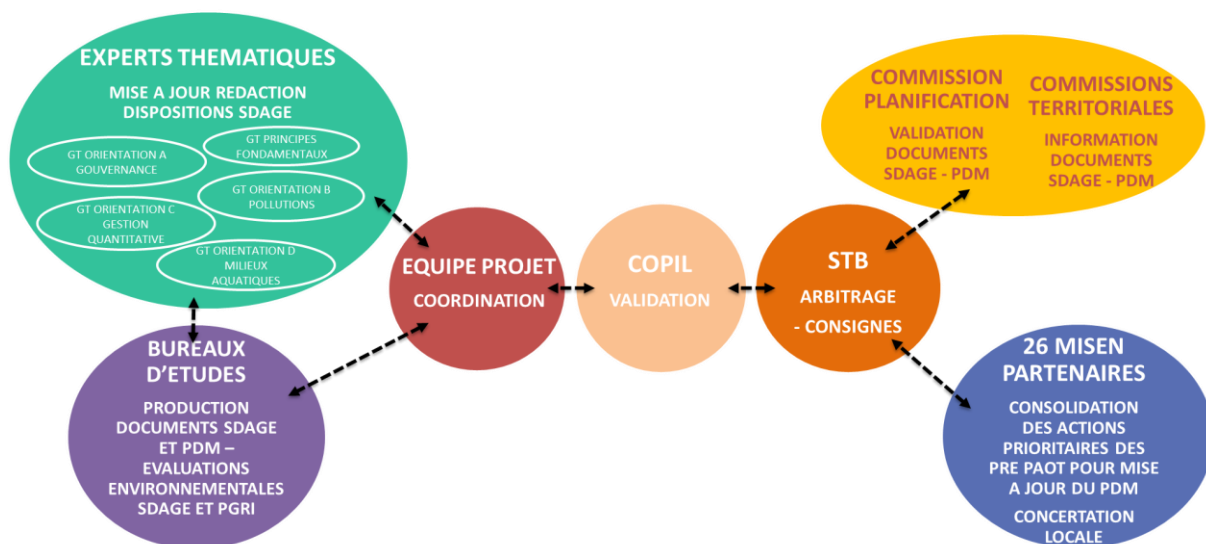 EXPERTS THEMATIQUES
MISE A JOUR REDACTION
DISPOSITIONS SDAGE
GT PRINCIPES
FONDAMENTAUX
GT ORIENTATION A
GOUVERNANCE
GT ORIENTATION B
POLLUTIONS
GT ORIENTATION C
GESTION
QUANTITATIVE
GT ORIENTATION D
MILIEUX
AQUATIQUES
BUREAUX
D'ETUDES
PRODUCTION
DOCUMENTS SDAGE
ET PDM –
EVALUATIONS
ENVIRONNEMENTALES
SDAGE ET PGRI
EQUIPE PROJET
COORDINATION
COPIL
VALIDATION
STB
ARBITRAGE
- CONSIGNES
COMMISSION
PLANIFICATION
VALIDATION
DOCUMENTS
SDAGE - PDM
COMMISSIONS
TERRITORIALES
INFORMATION
DOCUMENTS
SDAGE - PDM
26 MISEN
PARTENAIRES
CONSOLIDATION
DES ACTIONS
PRIORITAIRES DES
PRE PAOT POUR MISE
A JOUR DU PDM
CONCERTATION
LOCALE